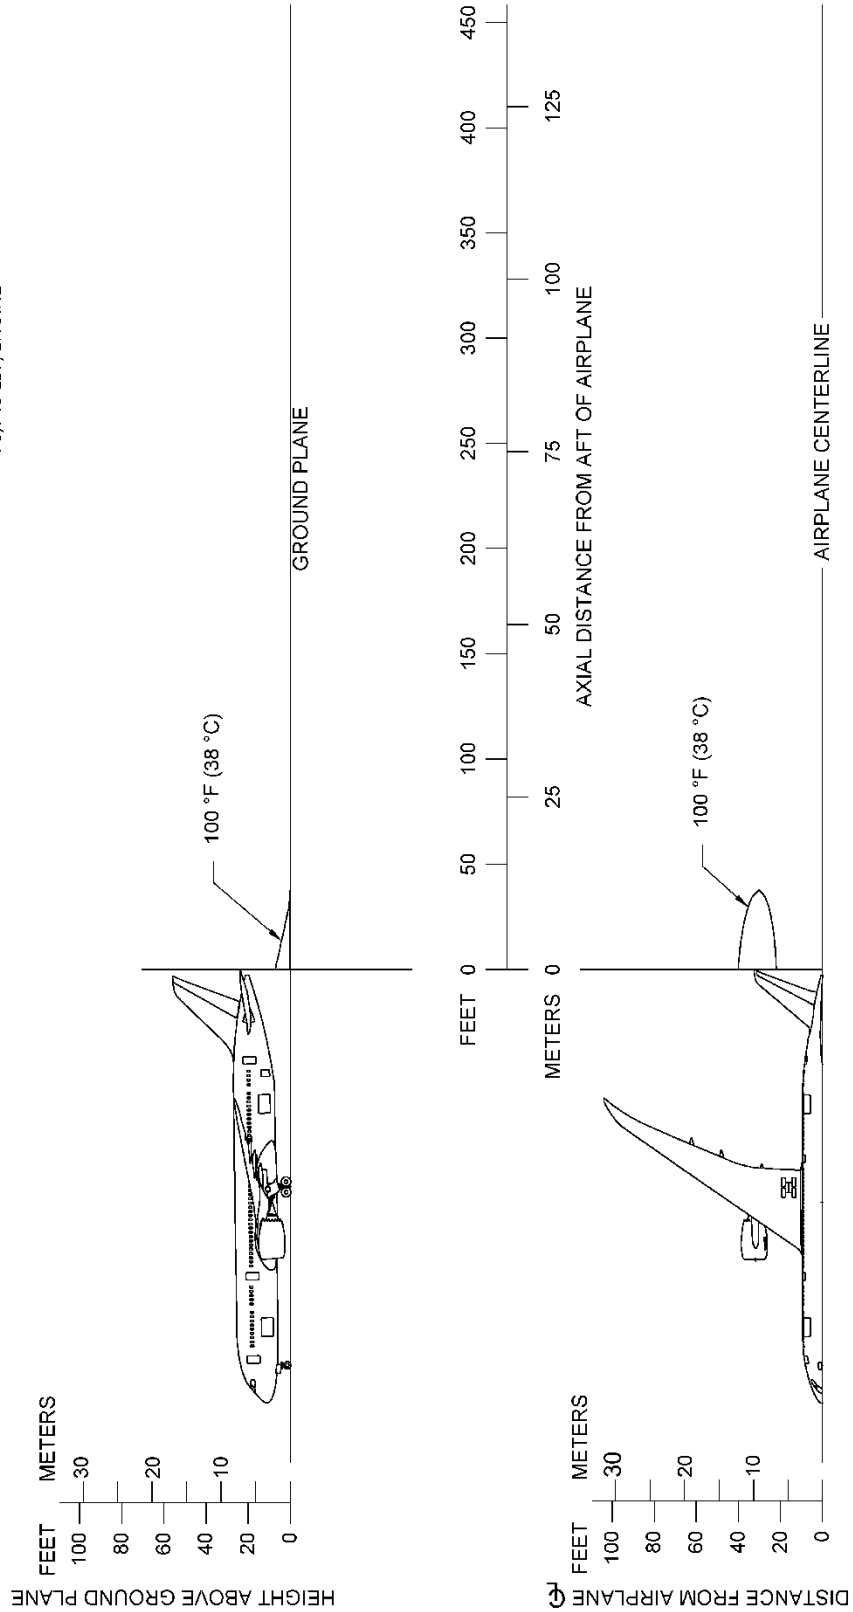 HEIGHT ABOVE GROUND PLANE
FEET
METERS
100
80
60
40
20
0
30
20
10
100 °F (38 °C)
GROUND PLANE
FEET
0
50
100
150
200
250
300
350
400
450
METERS
0
25
50
75
100
125
AXIAL DISTANCE FROM AFT OF AIRPLANE
DISTANCE FROM AIRPLANE ℄
FEET
METERS
100
80
60
40
20
0
30
20
10
100 °F (38 °C)
AIRPLANE CENTERLINE